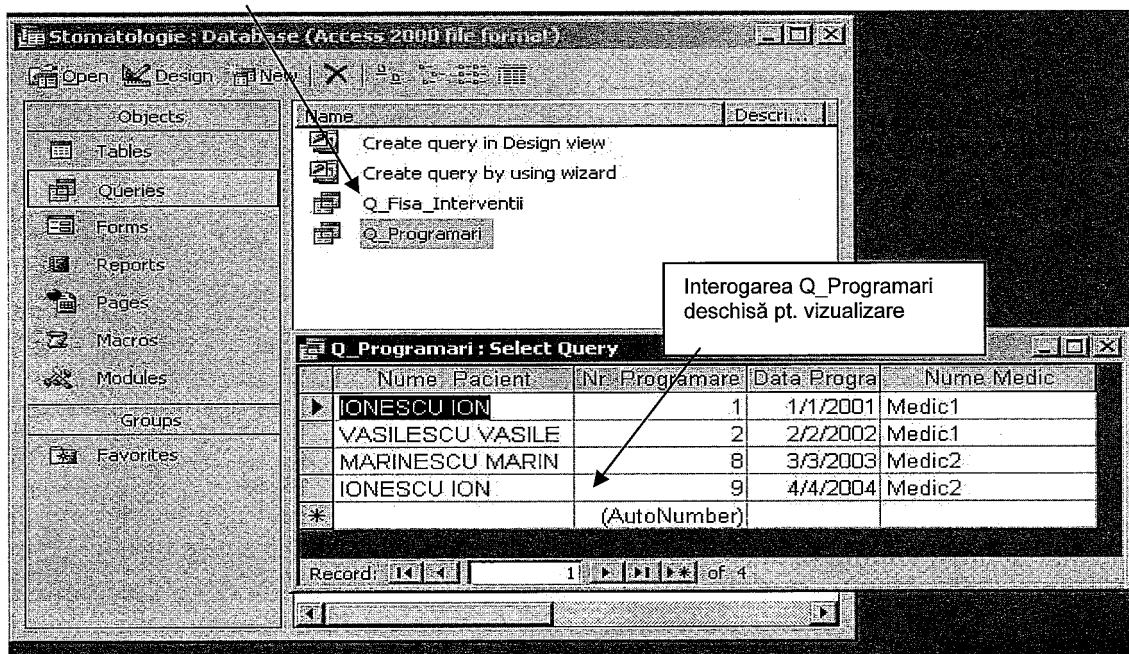 Stomatologie : Database (Access 2000 file format)
Open Design New
Objects
Tables
Queries
Forms
Reports
Pages
Macros
Modules
Groups
Favorites
Name Descri...
Create query in Design view
Create query by using wizard
Q_Fisa_Interventii
Q_Programari
Interogarea Q_Programari
deschisă pt. vizualizare
Q_Programari : Select Query
Nume Pacient Nr. Programare Data Progra Nume Medic
IONESCU ION 1 1/1/2001 Medic1
VASILESCU VASILE 2 2/2/2002 Medic1
MARINESCU MARIN 8 3/3/2003 Medic2
IONESCU ION 9 4/4/2004 Medic2
(AutoNumber)
Record: 1 of 4